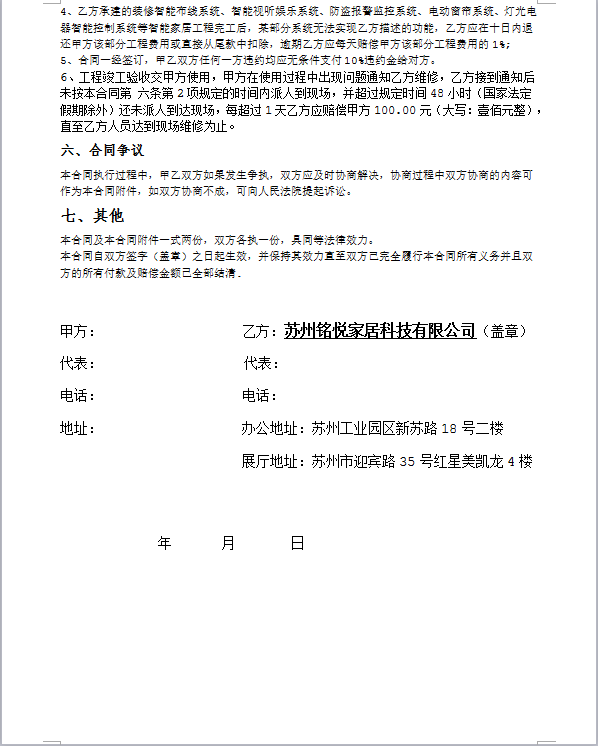 4、乙方承建的装修智能布线系统、智能视听娱乐系统、防盗报警监控系统、电动窗帘系统、灯光电
器智能控制系统等智能家居工程完工后，某部分系统无法实现乙方描述的功能，乙方应在十日内退
还甲方该部分工程费用或直接从尾款中扣除，逾期乙方应每天赔偿甲方该部分工程费用的1%;
5、合同一经签订，甲乙双方任何一方违约均应无条件支付10%违约金给对方。
6、工程竣工验收交甲方使用，甲方在使用过程中出现问题通知乙方维修，乙方接到通知后
未按本合同第 六条第2项规定的时间内派人到现场，并超过规定时间48小时（国家法定
假期除外）还未派人到达现场，每超过1天乙方应赔偿甲方100.00元（大写：壹佰元整），
直至乙方人员达到现场维修为止。
六、合同争议
本合同执行过程中，甲乙双方如果发生争执，双方应及时协商解决，协商过程中双方协商的内容可
作为本合同附件，如双方协商不成，可向人民法院提起诉讼。
七、其他
本合同及本合同附件一式两份，双方各执一份，具同等法律效力。
本合同自双方签字（盖章）之日起生效，并保持其效力直至双方已完全履行本合同所有义务并且双
方的所有付款及赔偿金额已全部结清.
甲方： 乙方：苏州铭悦家居科技有限公司（盖章）
代表： 代表：
电话： 电话：
地址： 办公地址：苏州工业园区新苏路18号二楼
展厅地址：苏州市迎宾路35号红星美凯龙4楼
年 月 日